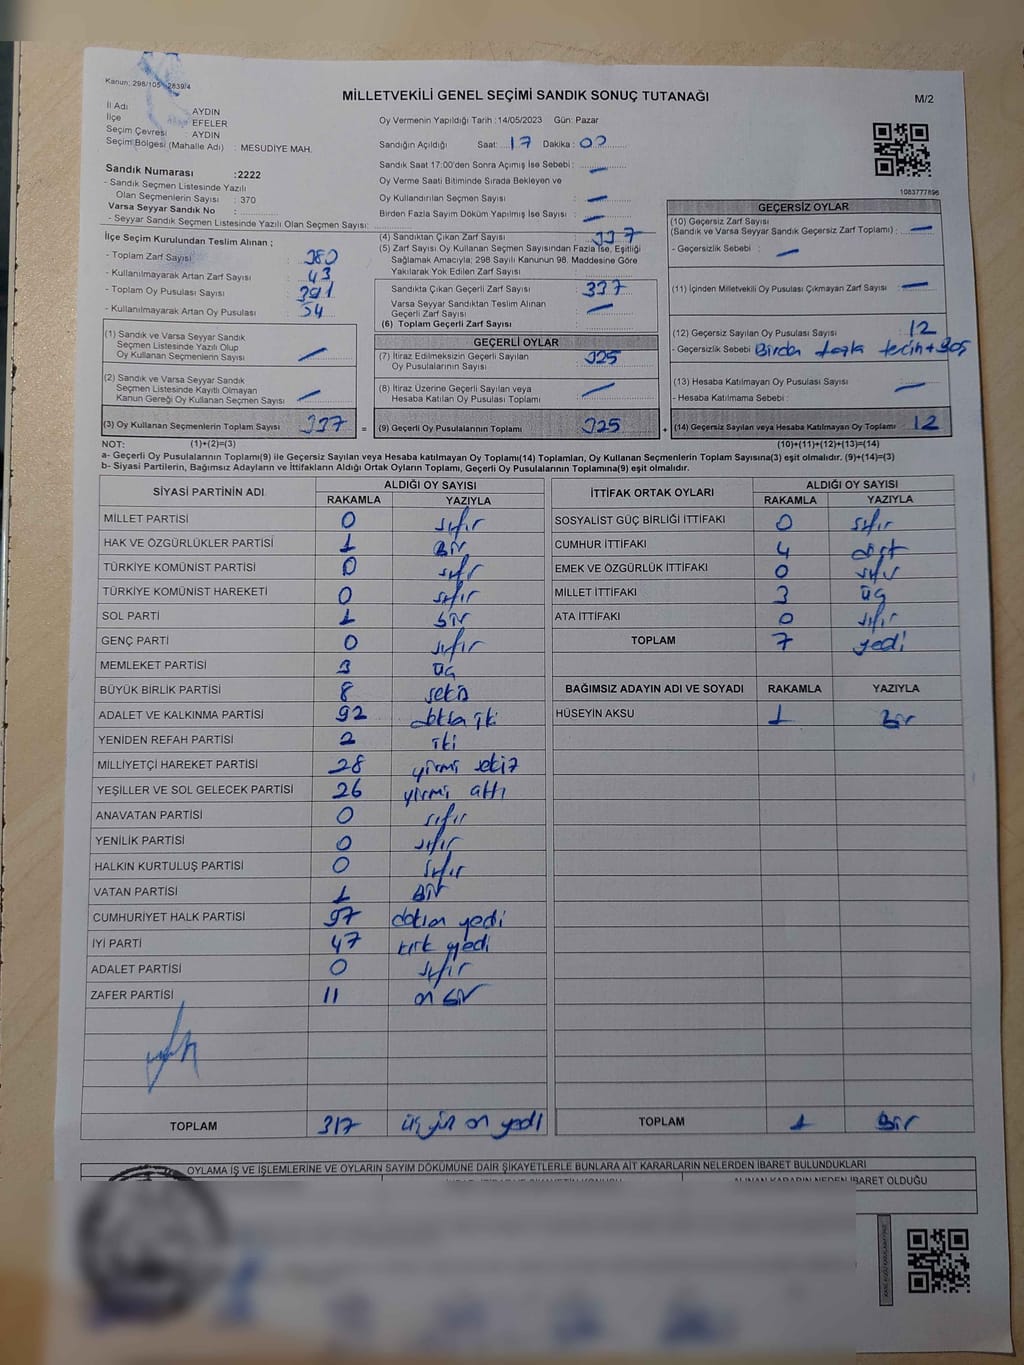 Kanun: 298/105 2839/4
MİLLETVEKİLİ GENEL SEÇİMİ SANDIK SONUÇ TUTANAĞI
M/2
İl Adı : AYDIN
İlçe : EFELER
Seçim Çevresi : AYDIN
Seçim Bölgesi (Mahalle Adı) : MESUDİYE MAH.
Sandık Numarası :2222
- Sandık Seçmen Listesinde Yazılı
Olan Seçmenlerin Sayısı : 370
Varsa Seyyar Sandık No :
- Seyyar Sandık Seçmen Listesinde Yazılı Olan Seçmen Sayısı:
Oy Vermenin Yapıldığı Tarih :14/05/2023 Gün: Pazar
Sandığın Açıldığı Saat: 17 Dakika : 00
Sandık Saat 17:00'den Sonra Açımış İse Sebebi : —
Oy Verme Saati Bitiminde Sırada Bekleyen ve
Oy Kullandırılan Seçmen Sayısı : —
Birden Fazla Sayım Döküm Yapılmış İse Sayısı : —
1083777896
İlçe Seçim Kurulundan Teslim Alınan ;
- Toplam Zarf Sayısı : 380
- Kullanılmayarak Artan Zarf Sayısı : 43
- Toplam Oy Pusulası Sayısı : 391
- Kullanılmayarak Artan Oy Pusulası : 54
(1) Sandık ve Varsa Seyyar Sandık
Seçmen Listesinde Yazılı Olup
Oy Kullanan Seçmenlerin Sayısı : —
(2) Sandık ve Varsa Seyyar Sandık
Seçmen Listesinde Kayıtlı Olmayan
Kanun Gereği Oy Kullanan Seçmen Sayısı : —
(3) Oy Kullanan Seçmenlerin Toplam Sayısı : 337 =
(4) Sandıktan Çıkan Zarf Sayısı : 337
(5) Zarf Sayısı Oy Kullanan Seçmen Sayısından Fazla İse, Eşitliği
Sağlamak Amacıyla; 298 Sayılı Kanunun 98. Maddesine Göre
Yakılarak Yok Edilen Zarf Sayısı :
Sandıkta Çıkan Geçerli Zarf Sayısı : 337
Varsa Seyyar Sandıktan Teslim Alınan
Geçerli Zarf Sayısı : —
(6) Toplam Geçerli Zarf Sayısı :
GEÇERLİ OYLAR
(7) İtiraz Edilmeksizin Geçerli Sayılan
Oy Pusulalarının Sayısı : 325
(8) İtiraz Üzerine Geçerli Sayılan veya
Hesaba Katılan Oy Pusulası Toplamı : —
(9) Geçerli Oy Pusulalarının Toplamı : 325 +
GEÇERSİZ OYLAR
(10) Geçersiz Zarf Sayısı
(Sandık ve Varsa Seyyar Sandık Geçersiz Zarf Toplamı) : —
- Geçersizlik Sebebi : —
(11) İçinden Milletvekili Oy Pusulası Çıkmayan Zarf Sayısı : —
(12) Geçersiz Sayılan Oy Pusulası Sayısı : 12
- Geçersizlik Sebebi
(13) Hesaba Katılmayan Oy Pusulası Sayısı : —
- Hesaba Katılmama Sebebi :
(14) Geçersiz Sayılan veya Hesaba Katılmayan Oy Toplamı : 12
NOT: (1)+(2)=(3) (10)+(11)+(12)+(13)=(14)
a- Geçerli Oy Pusulalarının Toplamı(9) ile Geçersiz Sayılan veya Hesaba katılmayan Oy Toplamı(14) Toplamları, Oy Kullanan Seçmenlerin Toplam Sayısına(3) eşit olmalıdır. (9)+(14)=(3)
b- Siyasi Partilerin, Bağımsız Adayların ve İttifakların Aldığı Ortak Oyların Toplamı, Geçerli Oy Pusulalarının Toplamına(9) eşit olmalıdır.
SİYASİ PARTİNİN ADI ALDIĞI OY SAYISI
RAKAMLA YAZIYLA
MİLLET PARTİSİ 0 sıfır
HAK VE ÖZGÜRLÜKLER PARTİSİ 1 Bir
TÜRKİYE KOMÜNİST PARTİSİ 0 sıfır
TÜRKİYE KOMÜNİST HAREKETİ 0 sıfır
SOL PARTİ 1 bir
GENÇ PARTİ 0 sıfır
MEMLEKET PARTİSİ 3 üç
BÜYÜK BİRLİK PARTİSİ 8 sekiz
ADALET VE KALKINMA PARTİSİ 92 doksan iki
YENİDEN REFAH PARTİSİ 2 iki
MİLLİYETÇİ HAREKET PARTİSİ 28 yirmi sekiz
YEŞİLLER VE SOL GELECEK PARTİSİ 26 yirmi altı
ANAVATAN PARTİSİ 0 sıfır
YENİLİK PARTİSİ 0 sıfır
HALKIN KURTULUŞ PARTİSİ 0 sıfır
VATAN PARTİSİ 1 Bir
CUMHURİYET HALK PARTİSİ 97 doksan yedi
İYİ PARTİ 47 kırk yedi
ADALET PARTİSİ 0 sıfır
ZAFER PARTİSİ 11 on bir
TOPLAM 317 üç yüz on yedi
İTTİFAK ORTAK OYLARI ALDIĞI OY SAYISI
RAKAMLA YAZIYLA
SOSYALİST GÜÇ BİRLİĞİ İTTİFAKI 0 sıfır
CUMHUR İTTİFAKI 4 dört
EMEK VE ÖZGÜRLÜK İTTİFAKI 0 sıfır
MİLLET İTTİFAKI 3 üç
ATA İTTİFAKI 0 sıfır
TOPLAM 7 yedi
BAĞIMSIZ ADAYIN ADI VE SOYADI RAKAMLA YAZIYLA
HÜSEYİN AKSU 1 Bir
TOPLAM 1 Bir
OYLAMA İŞ VE İŞLEMLERİNE VE OYLARIN SAYIM DÖKÜMÜNE DAİR ŞİKAYETLERLE BUNLARA AİT KARARLARIN NELERDEN İBARET BULUNDUKLARI
ALINAN KARARIN NEDEN İBARET OLDUĞU